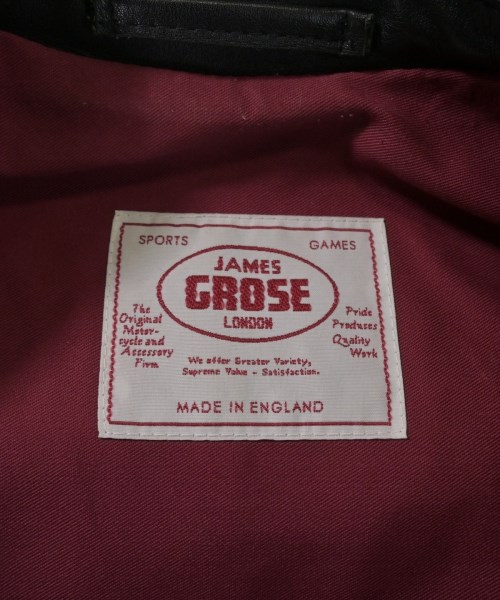 SPORTS GAMES
JAMES
GROSE
LONDON
The
Original
Motor-
cycle and
Accessory
Firm
Pride
Produces
Quality
Work
We offer Greater Variety,
Supreme Value - Satisfaction.
MADE IN ENGLAND